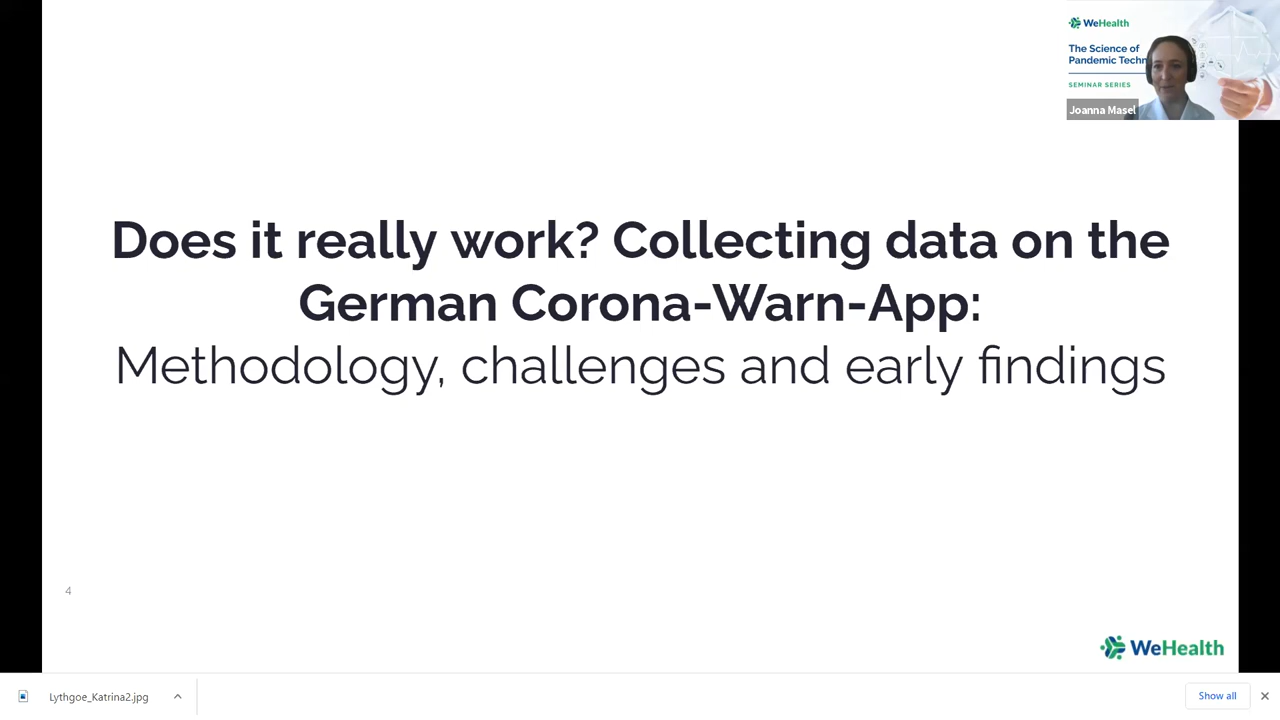 WeHealth
The Science of
Pandemic Techn
SEMINAR SERIES
Joanna Masel
Does it really work? Collecting data on the
German Corona-Warn-App:
Methodology, challenges and early findings
4
WeHealth
Lythgoe_Katrina2.jpg
Show all